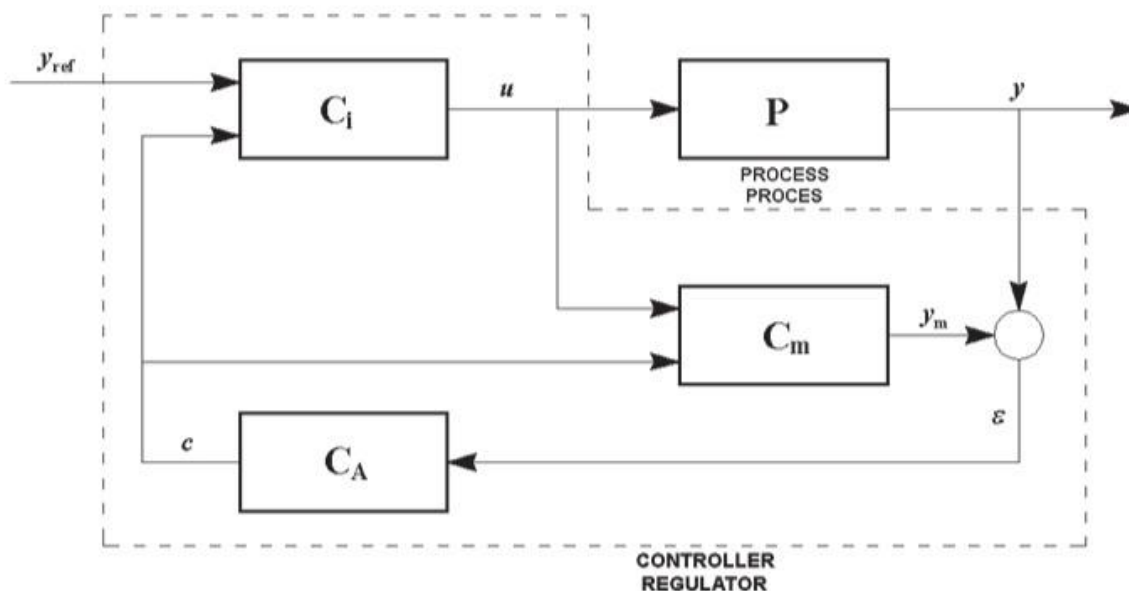 y_ref
C_i
u
P
y
PROCESS
PROCES
C_m
y_m
ε
c
C_A
CONTROLLER
REGULATOR